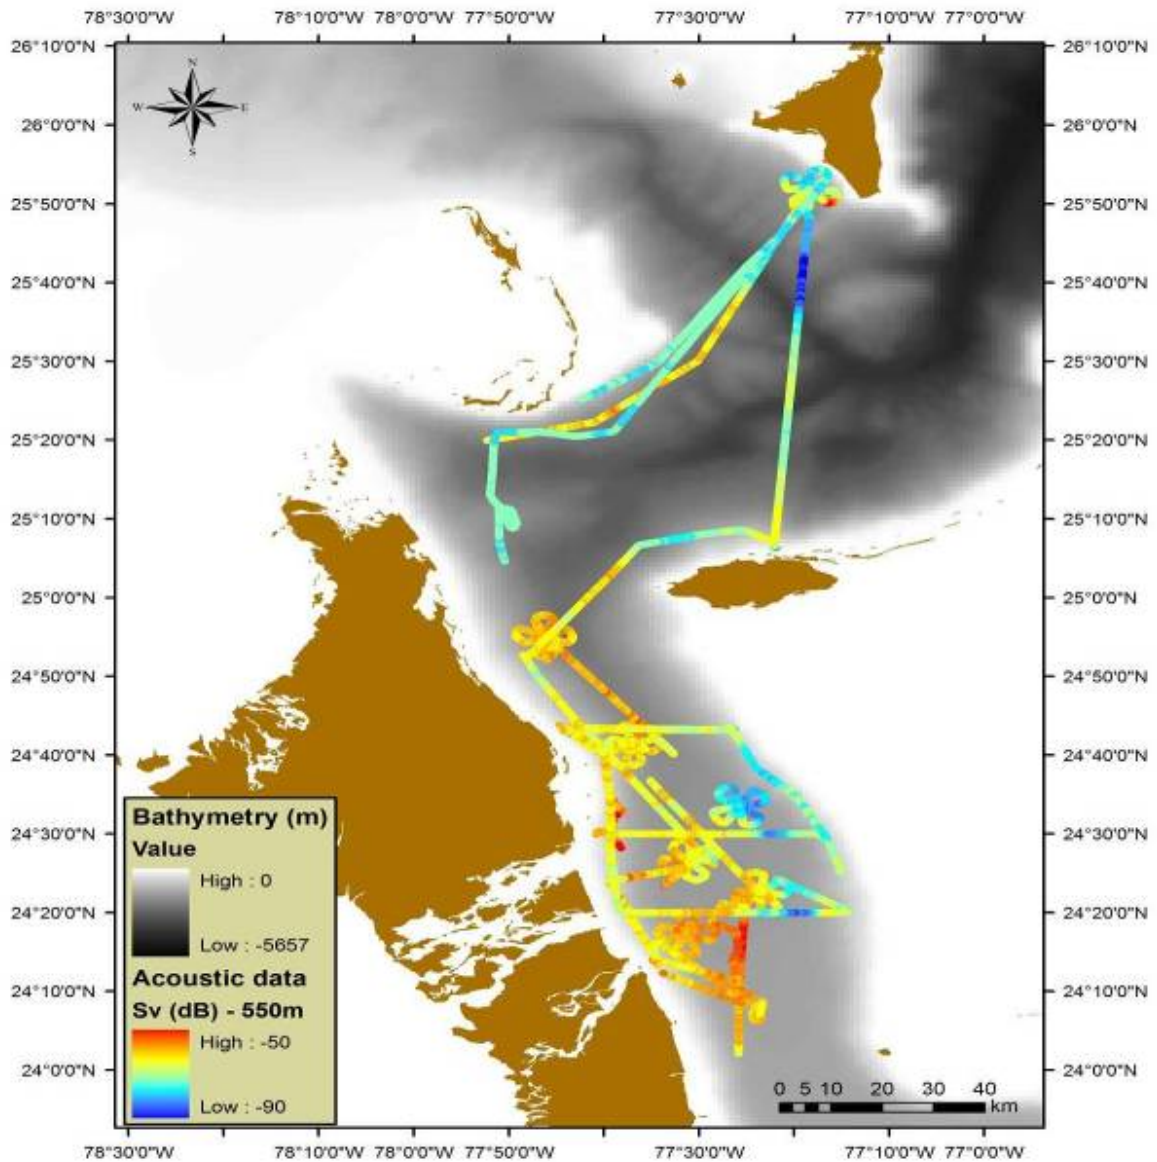 78°30'0"W 78°10'0"W 77°50'0"W 77°30'0"W 77°10'0"W 77°0'0"W
26°10'0"N 26°10'0"N
N
W E
S
26°0'0"N 26°0'0"N
25°50'0"N 25°50'0"N
25°40'0"N 25°40'0"N
25°30'0"N 25°30'0"N
25°20'0"N 25°20'0"N
25°10'0"N 25°10'0"N
25°0'0"N 25°0'0"N
24°50'0"N 24°50'0"N
24°40'0"N 24°40'0"N
24°30'0"N 24°30'0"N
24°20'0"N 24°20'0"N
24°10'0"N 24°10'0"N
24°0'0"N 24°0'0"N
Bathymetry (m)
Value
High : 0
Low : -5657
Acoustic data
Sv (dB) - 550m
High : -50
Low : -90
0 5 10 20 30 40
km
78°30'0"W 78°10'0"W 78°0'0"W 77°50'0"W 77°30'0"W 77°10'0"W 77°0'0"W